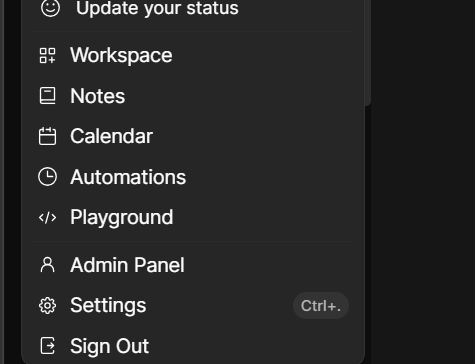 Update your status
Workspace
Notes
Calendar
Automations
Playground
Admin Panel
Settings Ctrl+.
Sign Out